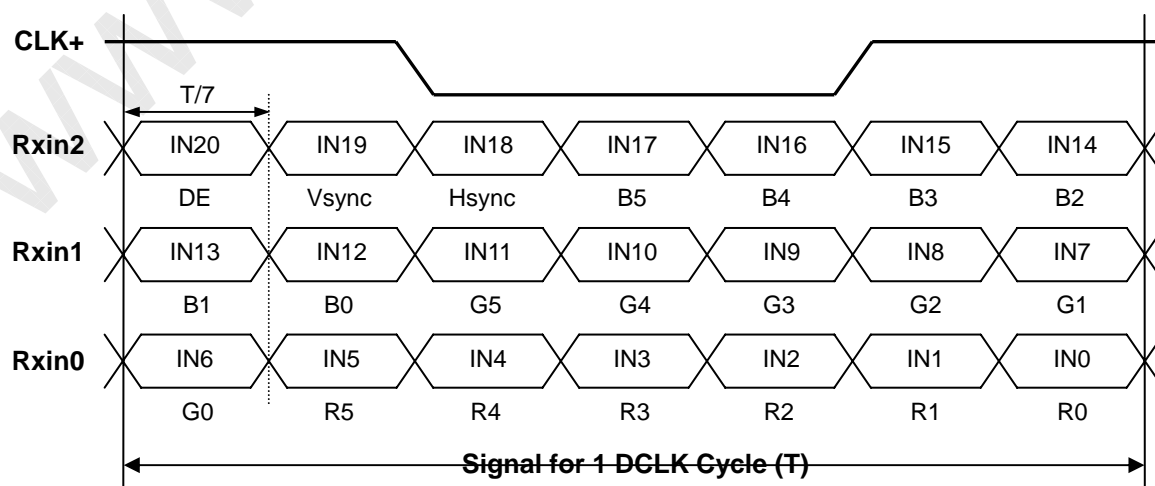 CLK+
T/7
Rxin2 IN20 IN19 IN18 IN17 IN16 IN15 IN14
DE Vsync Hsync B5 B4 B3 B2
Rxin1 IN13 IN12 IN11 IN10 IN9 IN8 IN7
B1 B0 G5 G4 G3 G2 G1
Rxin0 IN6 IN5 IN4 IN3 IN2 IN1 IN0
G0 R5 R4 R3 R2 R1 R0
Signal for 1 DCLK Cycle (T)